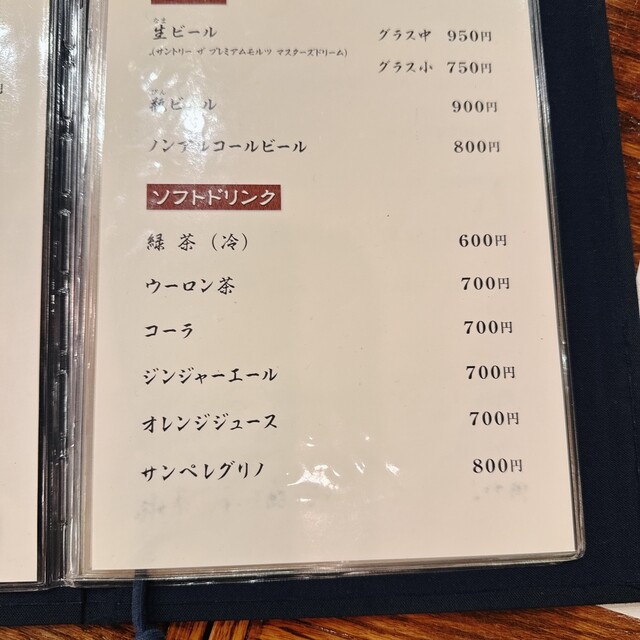 生ビール グラス中 950円
(サントリー ザ プレミアムモルツ マスターズドリーム)
グラス小 750円
瓶ビール 900円
ノンアルコールビール 800円
ソフトドリンク
緑 茶（冷） 600円
ウーロン茶 700円
コーラ 700円
ジンジャーエール 700円
オレンジジュース 700円
サンペレグリノ 800円